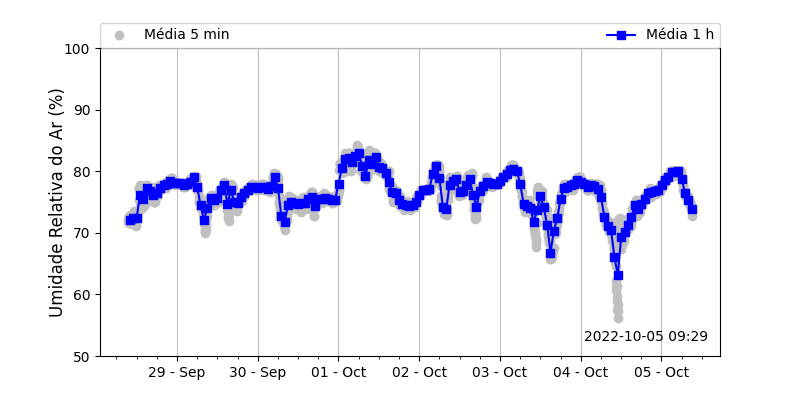 Média 5 min
Média 1 h
Umidade Relativa do Ar (%)
100
90
80
70
60
50
2022-10-05 09:29
29 - Sep
30 - Sep
01 - Oct
02 - Oct
03 - Oct
04 - Oct
05 - Oct